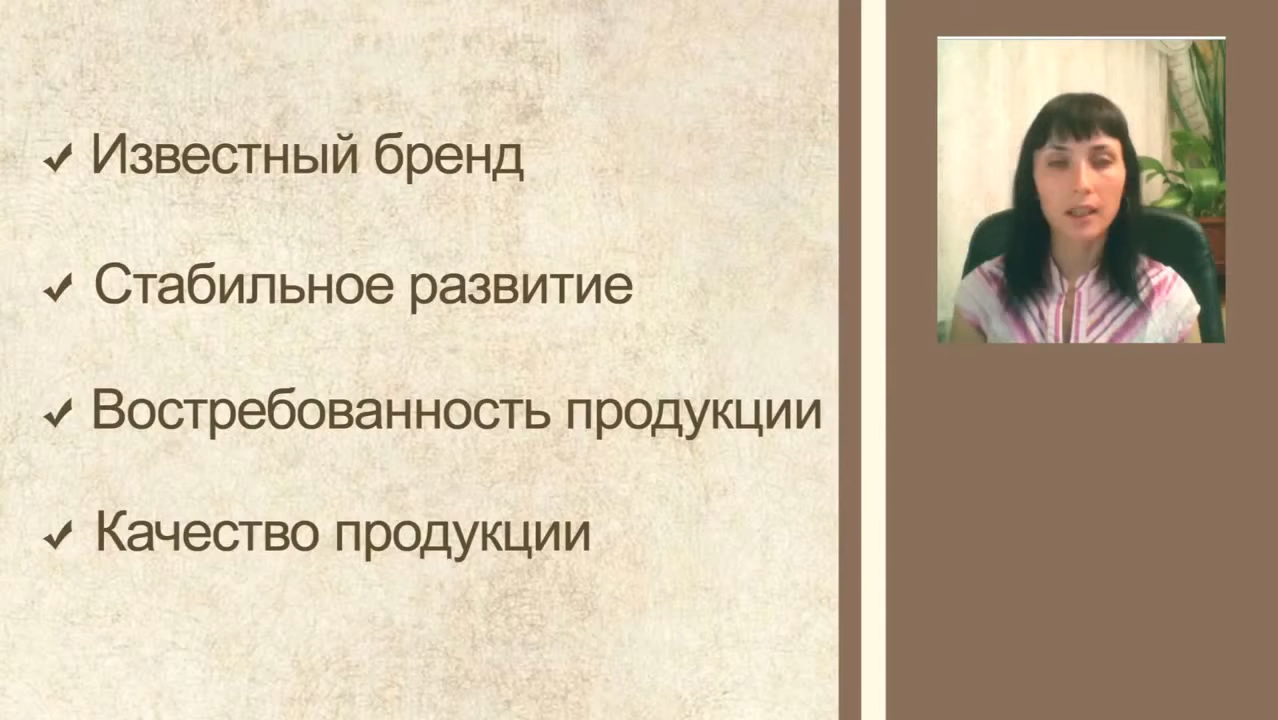 Известный бренд
Стабильное развитие
Востребованность продукции
Качество продукции